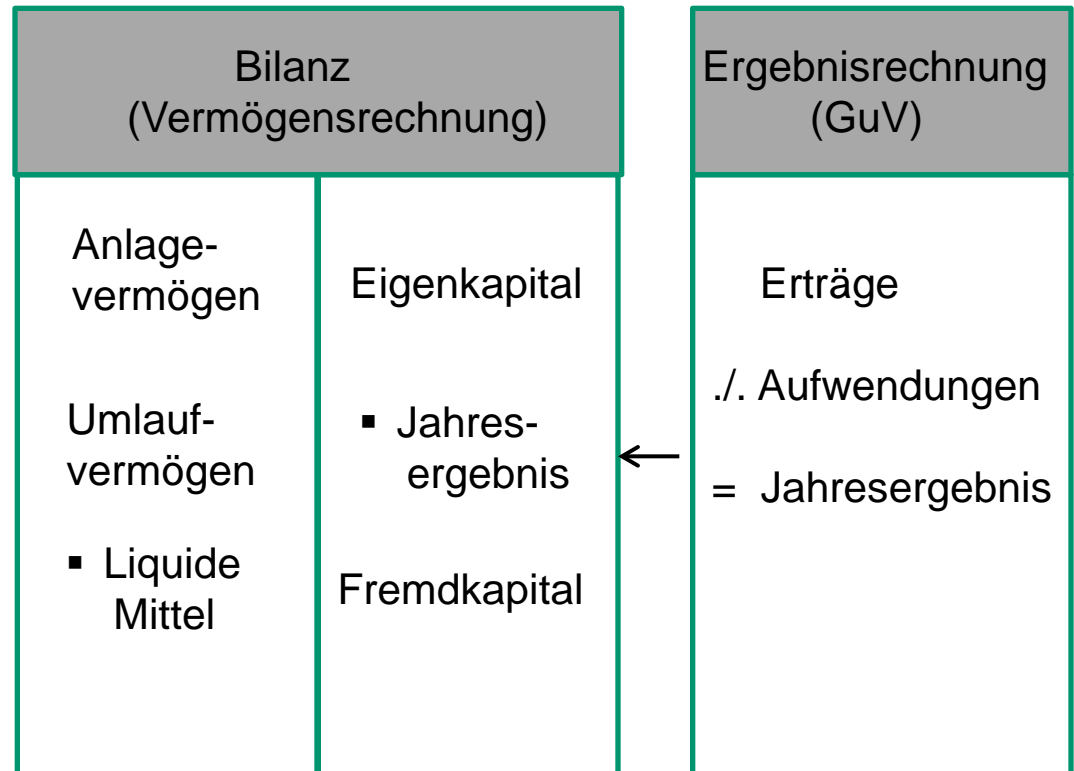 Bilanz
(Vermögensrechnung)
Anlage-
vermögen
Umlauf-
vermögen
▪ Liquide
Mittel
Eigenkapital
▪ Jahres-
ergebnis
Fremdkapital
Ergebnisrechnung
(GuV)
Erträge
./. Aufwendungen
= Jahresergebnis